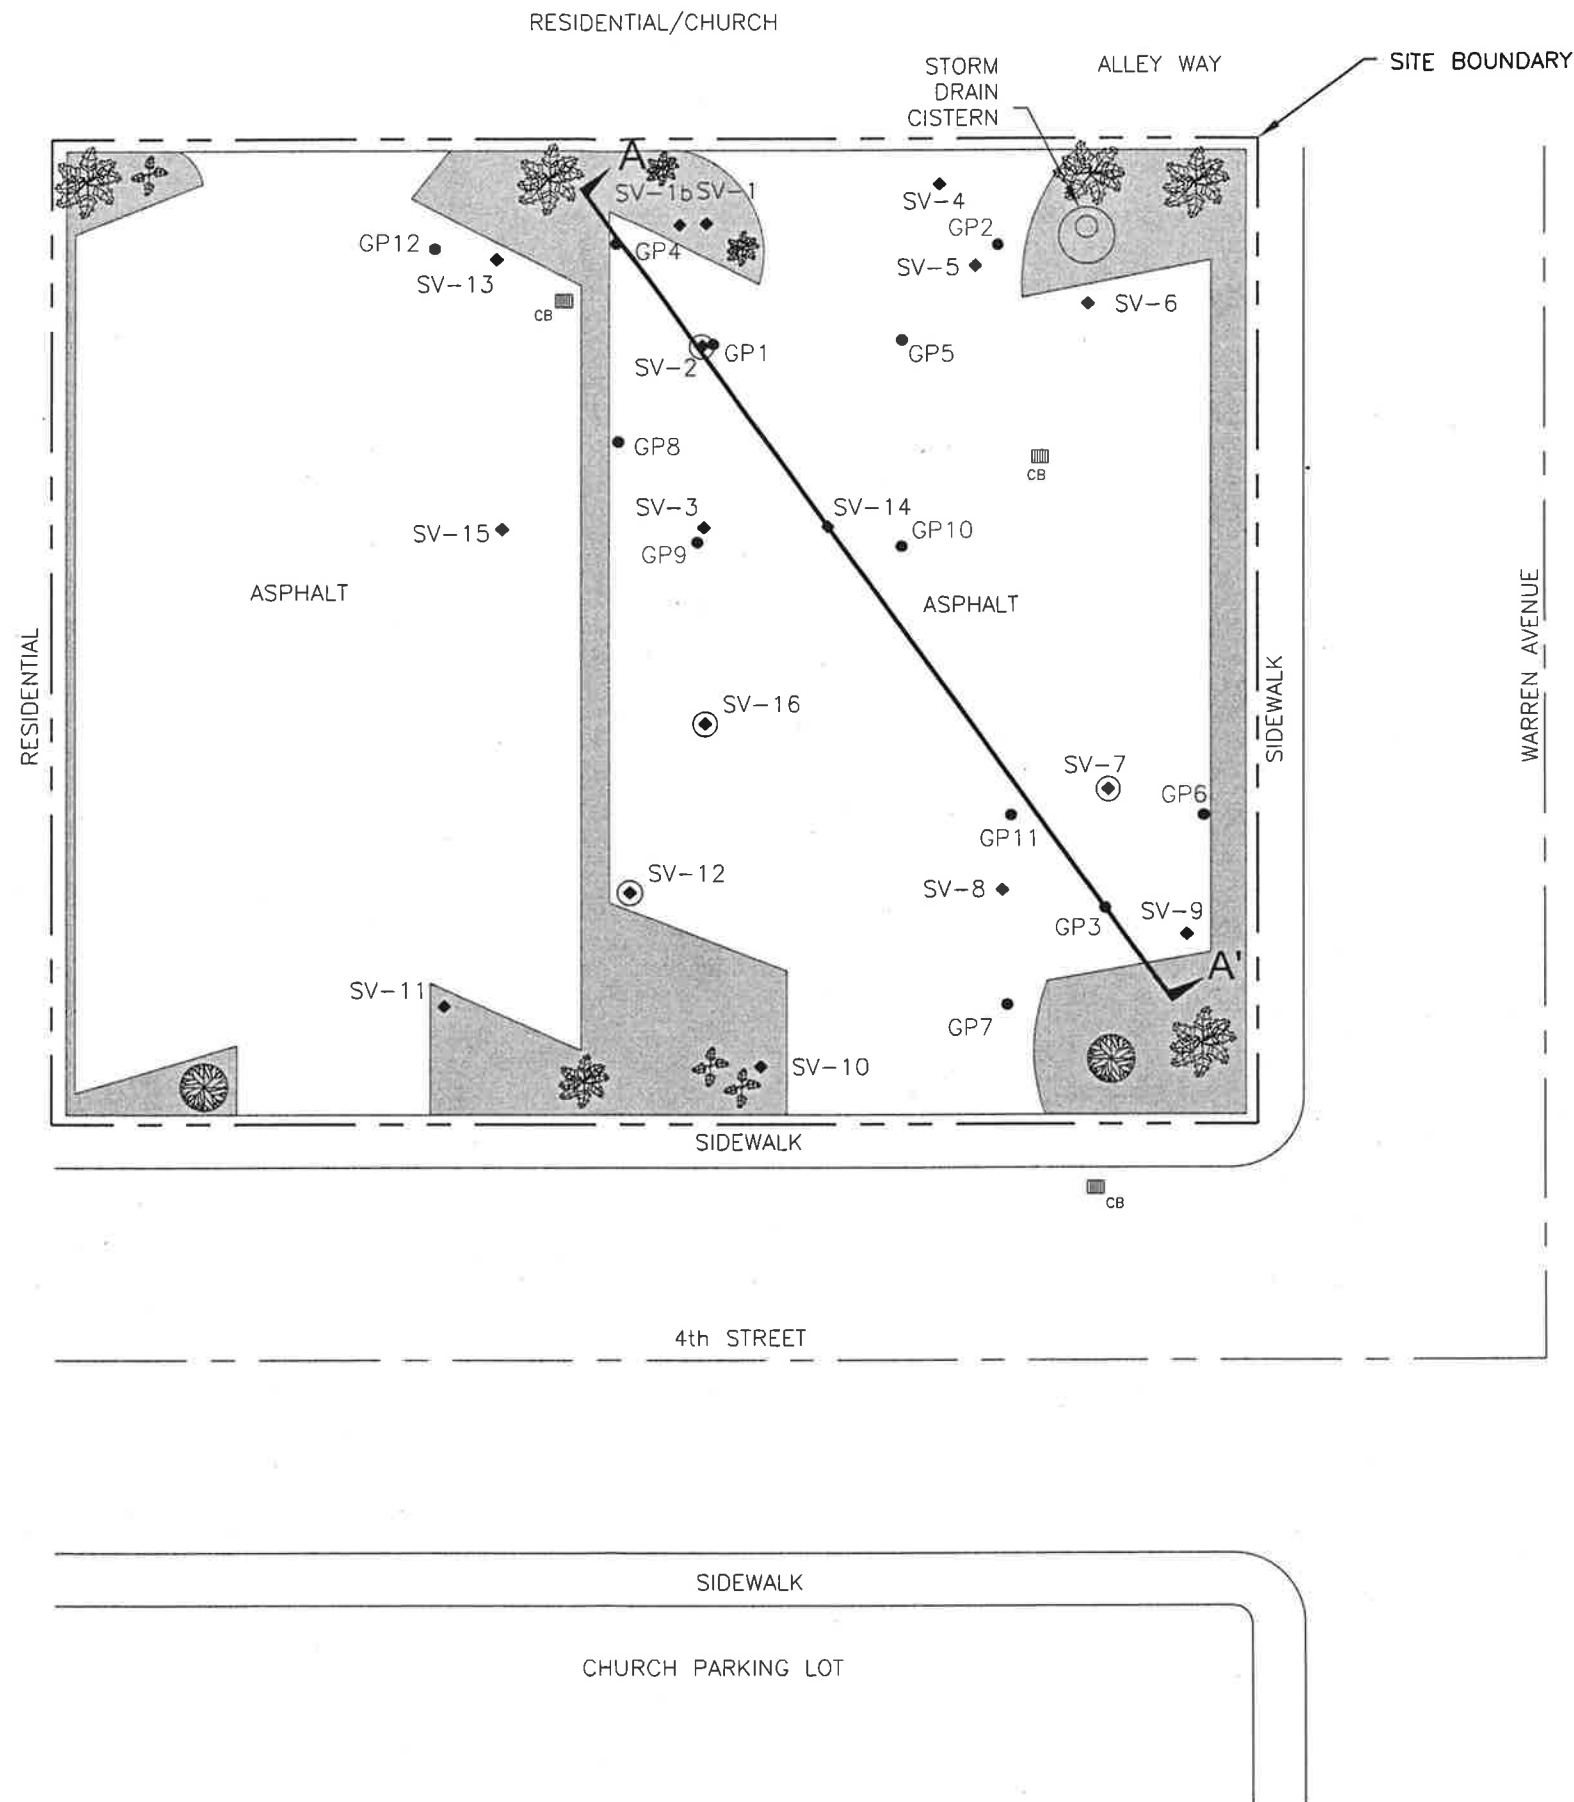 RESIDENTIAL/CHURCH
STORM
DRAIN
CISTERN
ALLEY WAY
SITE BOUNDARY
A
SV-1b SV-1
SV-4
GP2
GP12
GP4
SV-5
SV-13
SV-6
CB
GP1
SV-2
GP5
GP8
CB
SV-3
SV-14
SV-15
GP10
GP9
ASPHALT
ASPHALT
RESIDENTIAL
SIDEWALK
WARREN AVENUE
SV-16
SV-7
GP6
GP11
SV-12
SV-8
SV-9
GP3
A'
SV-11
GP7
SV-10
SIDEWALK
CB
4th STREET
SIDEWALK
CHURCH PARKING LOT